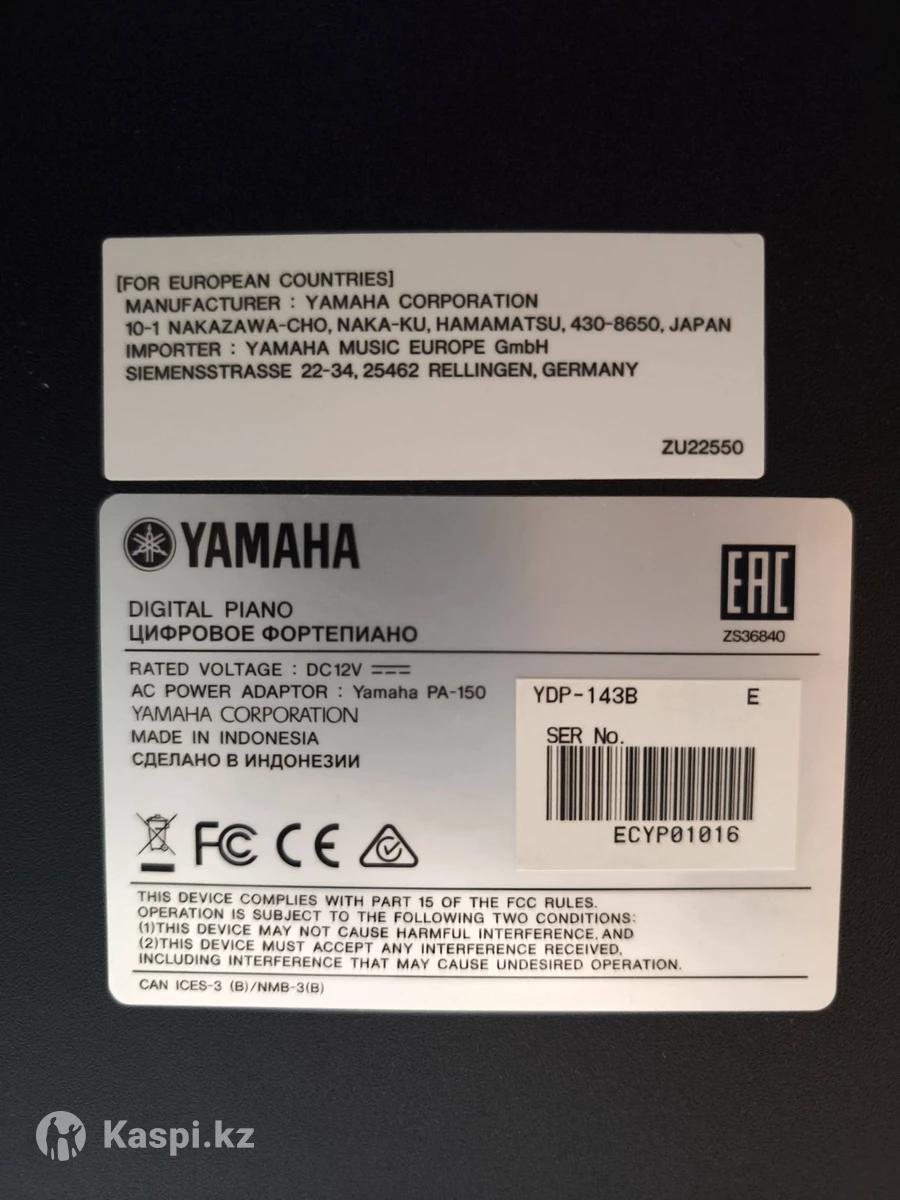 [FOR EUROPEAN COUNTRIES]
MANUFACTURER : YAMAHA CORPORATION
10-1 NAKAZAWA-CHO, NAKA-KU, HAMAMATSU, 430-8650, JAPAN
IMPORTER : YAMAHA MUSIC EUROPE GmbH
SIEMENSSTRASSE 22-34, 25462 RELLINGEN, GERMANY
ZU22550
YAMAHA
EAC
DIGITAL PIANO
ЦИФРОВОЕ ФОРТЕПИАНО
ZS36840
RATED VOLTAGE : DC12V
AC POWER ADAPTOR : Yamaha PA-150
YAMAHA CORPORATION
MADE IN INDONESIA
СДЕЛАНО В ИНДОНЕЗИИ
YDP-143B E
SER No.
ECYP01016
FC CE
THIS DEVICE COMPLIES WITH PART 15 OF THE FCC RULES.
OPERATION IS SUBJECT TO THE FOLLOWING TWO CONDITIONS:
(1)THIS DEVICE MAY NOT CAUSE HARMFUL INTERFERENCE, AND
(2)THIS DEVICE MUST ACCEPT ANY INTERFERENCE RECEIVED,
INCLUDING INTERFERENCE THAT MAY CAUSE UNDESIRED OPERATION.
CAN ICES-3 (B)/NMB-3(B)
Kaspi.kz